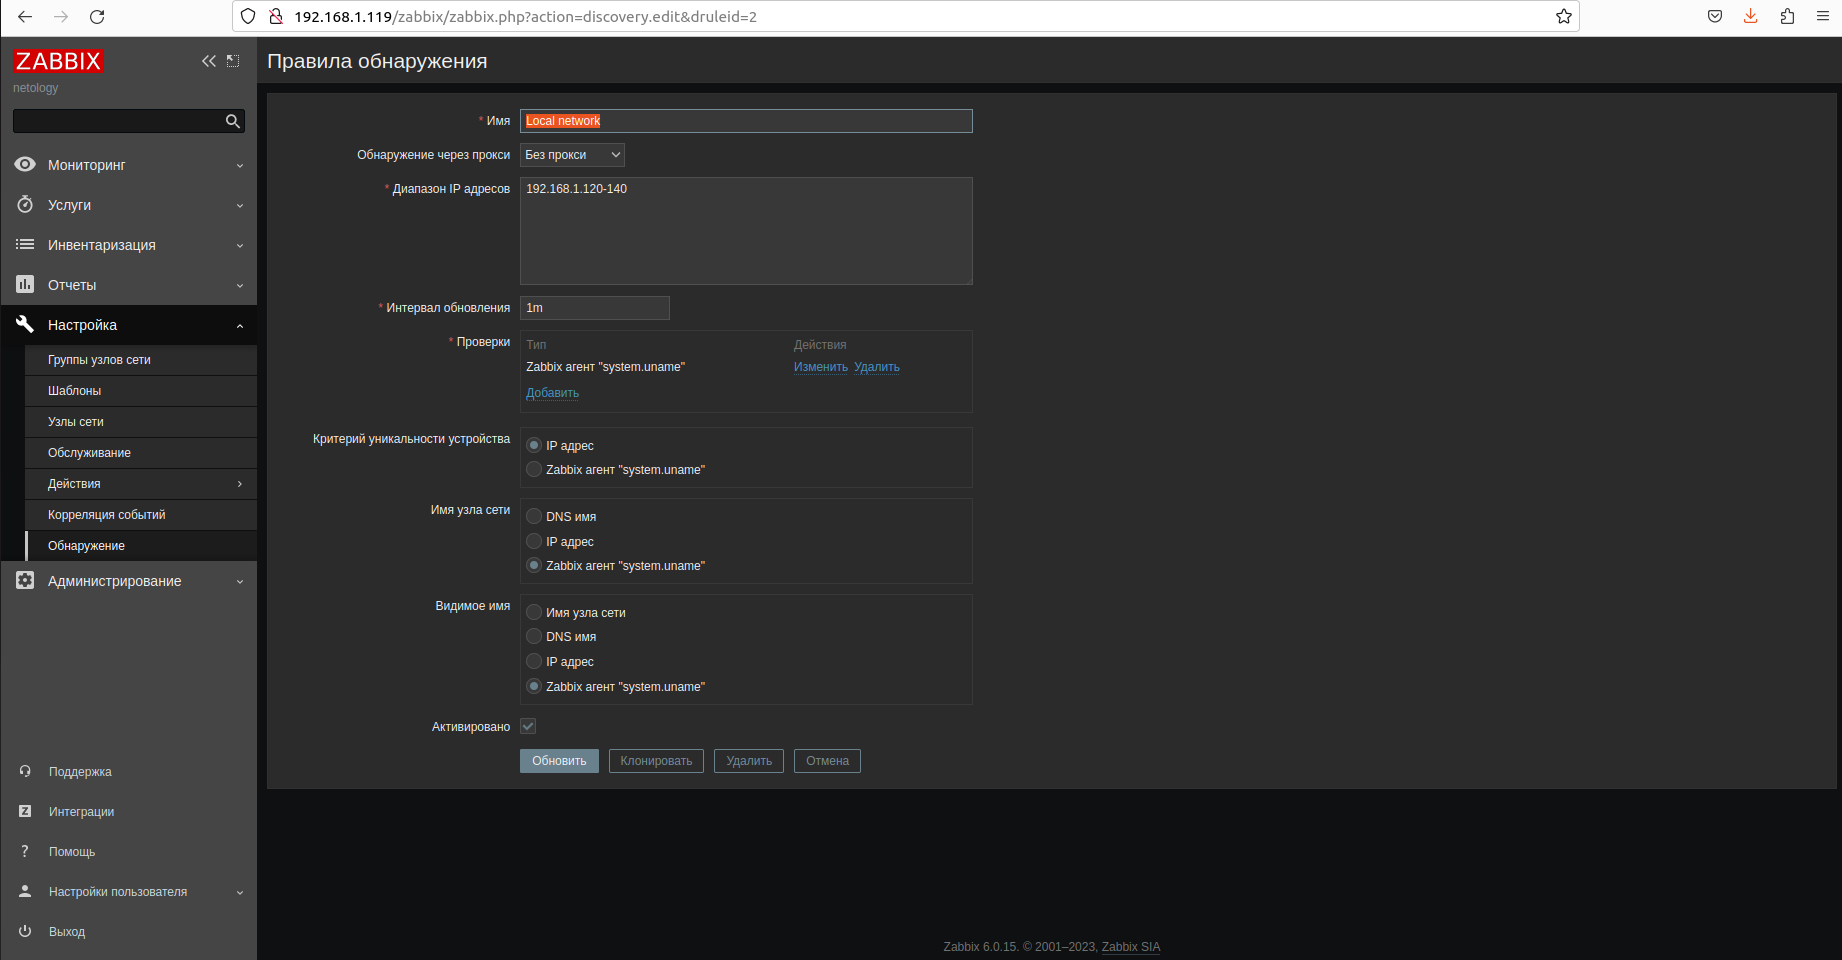 192.168.1.119/zabbix/zabbix.php?action=discovery.edit&druleid=2
ZABBIX
netology
Мониторинг
Услуги
Инвентаризация
Отчеты
Настройка
Группы узлов сети
Шаблоны
Узлы сети
Обслуживание
Действия
Корреляция событий
Обнаружение
Администрирование
Поддержка
Интеграции
Помощь
Настройки пользователя
Выход
Правила обнаружения
* Имя Local network
Обнаружение через прокси Без прокси
* Диапазон IP адресов 192.168.1.120-140
* Интервал обновления 1m
* Проверки Тип Действия
Zabbix агент "system.uname" Изменить Удалить
Добавить
Критерий уникальности устройства IP адрес
Zabbix агент "system.uname"
Имя узла сети DNS имя
IP адрес
Zabbix агент "system.uname"
Видимое имя Имя узла сети
DNS имя
IP адрес
Zabbix агент "system.uname"
Активировано
Обновить Клонировать Удалить Отмена
Zabbix 6.0.15. © 2001–2023, Zabbix SIA